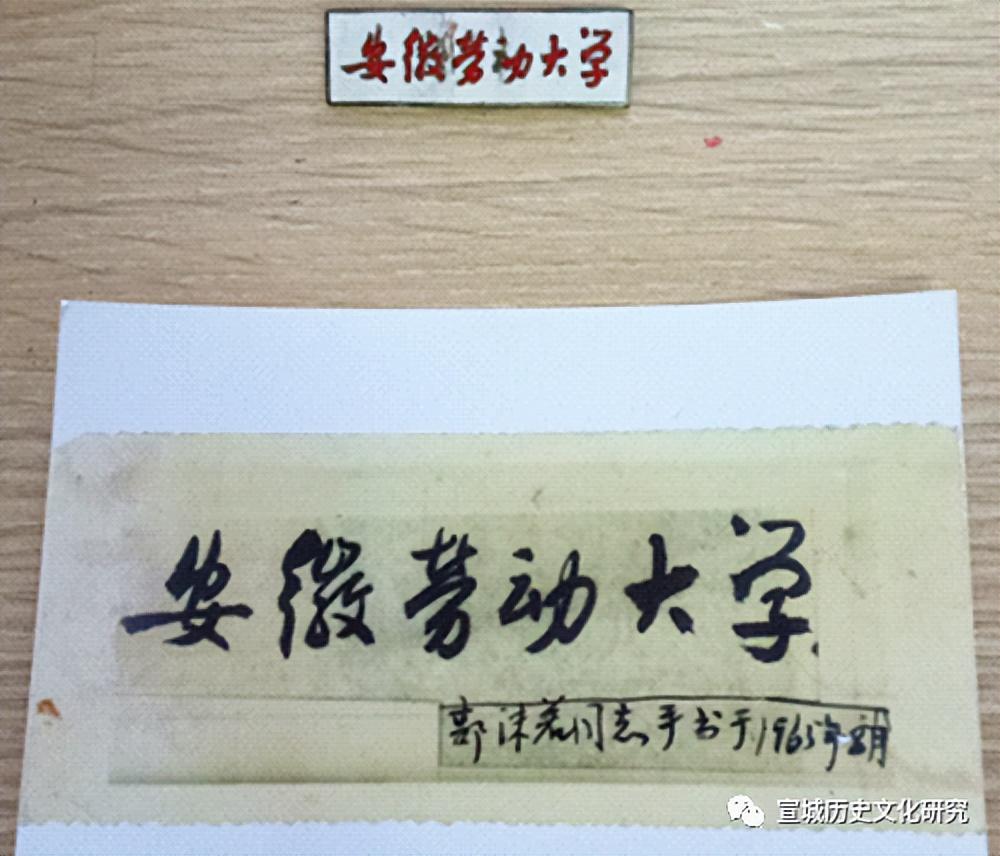 安徽劳动大学
安徽劳动大学
郭沫若同志手书于1965年8月
宣城历史文化研究